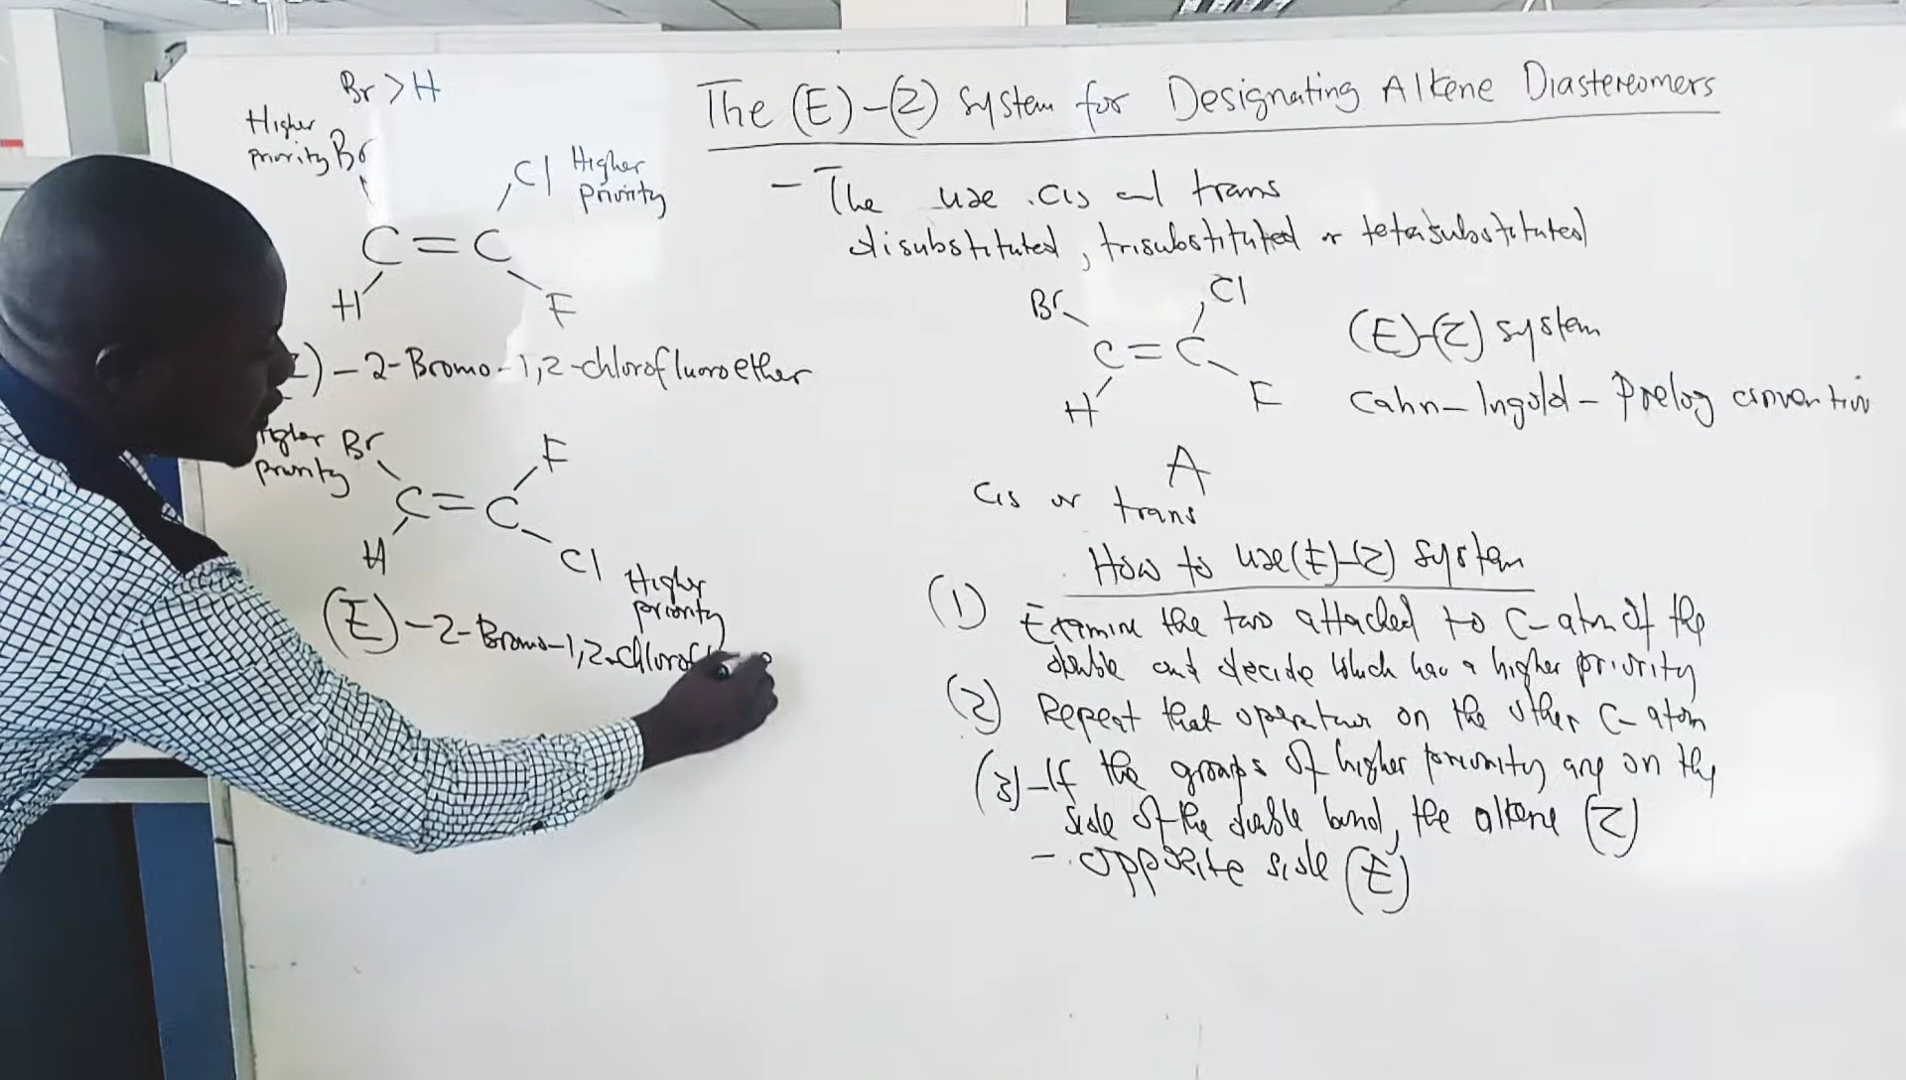 The (E)-(Z) system for Designating Alkene Diastereomers
- The use cis and trans
disubstituted, trisubstituted or tetrasubstituted
Br Cl
C=C
H F
A
cis or trans
(E)-(Z) system
Cahn-Ingold-Prelog convention
How to use (E)-(Z) system
(1) Examine the two attached to C-atom of the
double and decide which has a higher priority
(2) Repeat that operation on the other C-atom
(3)-If the groups of higher priority are on the
side of the double bond, the alkene (Z)
- opposite side (E)
Br > H
Higher
priority Br
Cl Higher
priority
C=C
H F
Z)-2-Bromo-1,2-chlorofluoroether
Higher
priority
Br F
C=C
H Cl
Higher
priority
(E)-2-Bromo-1,2-chlorof